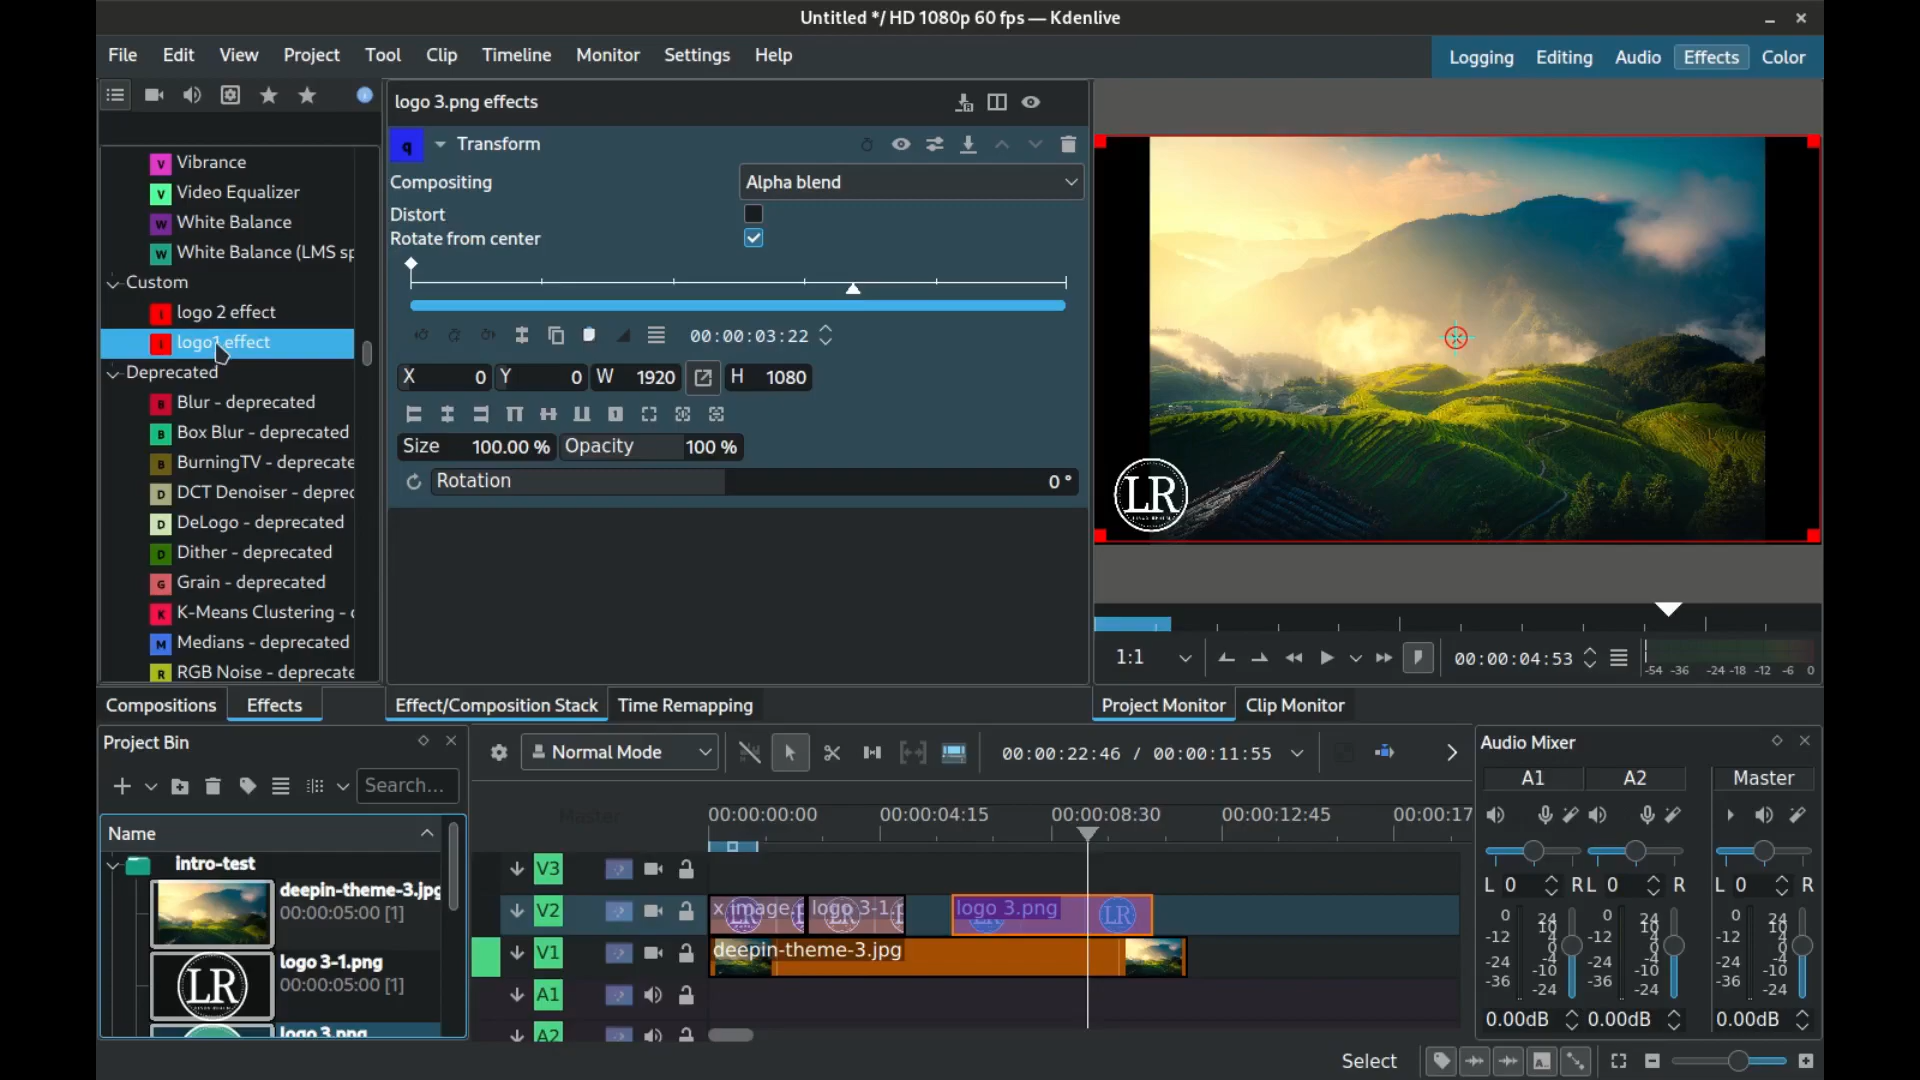 Untitled */ HD 1080p 60 fps — Kdenlive
File Edit View Project Tool Clip Timeline Monitor Settings Help
Logging Editing Audio Effects Color
Vibrance
Video Equalizer
White Balance
White Balance (LMS sp
Custom
logo 2 effect
logo1 effect
Deprecated
Blur - deprecated
Box Blur - deprecated
BurningTV - deprecate
DCT Denoiser - deprec
DeLogo - deprecated
Dither - deprecated
Grain - deprecated
K-Means Clustering - d
Medians - deprecated
RGB Noise - deprecate
Compositions Effects
logo 3.png effects
q Transform
Compositing Alpha blend
Distort
Rotate from center
00:00:03:22
X 0 Y 0 W 1920 H 1080
Size 100.00 % Opacity 100 %
Rotation 0 °
Effect/Composition Stack Time Remapping
LR
1:1 00:00:04:53
-54 -36 -24 -18 -12 -6 0
Project Monitor Clip Monitor
Project Bin
Search...
Name
intro-test
deepin-theme-3.jpg
00:00:05:00 [1]
LR
logo 3-1.png
00:00:05:00 [1]
logo 3.png
Normal Mode 00:00:22:46 / 00:00:11:55
Master
00:00:00:00 00:00:04:15 00:00:08:30 00:00:12:45 00:00:17
V3
V2 x image.p logo 3-1.p logo 3.png LR
V1 deepin-theme-3.jpg
A1
A2
Audio Mixer
A1 A2 Master
L 0 R L 0 R L 0 R
0 -12 -24 -36
24 10 4 0 -4 -10 -24
0 -12 -24 -36
24 10 4 0 -4 -10 -24
0 -12 -24 -36
24 10 4 0 -4 -10 -24
0.00dB 0.00dB 0.00dB
Select